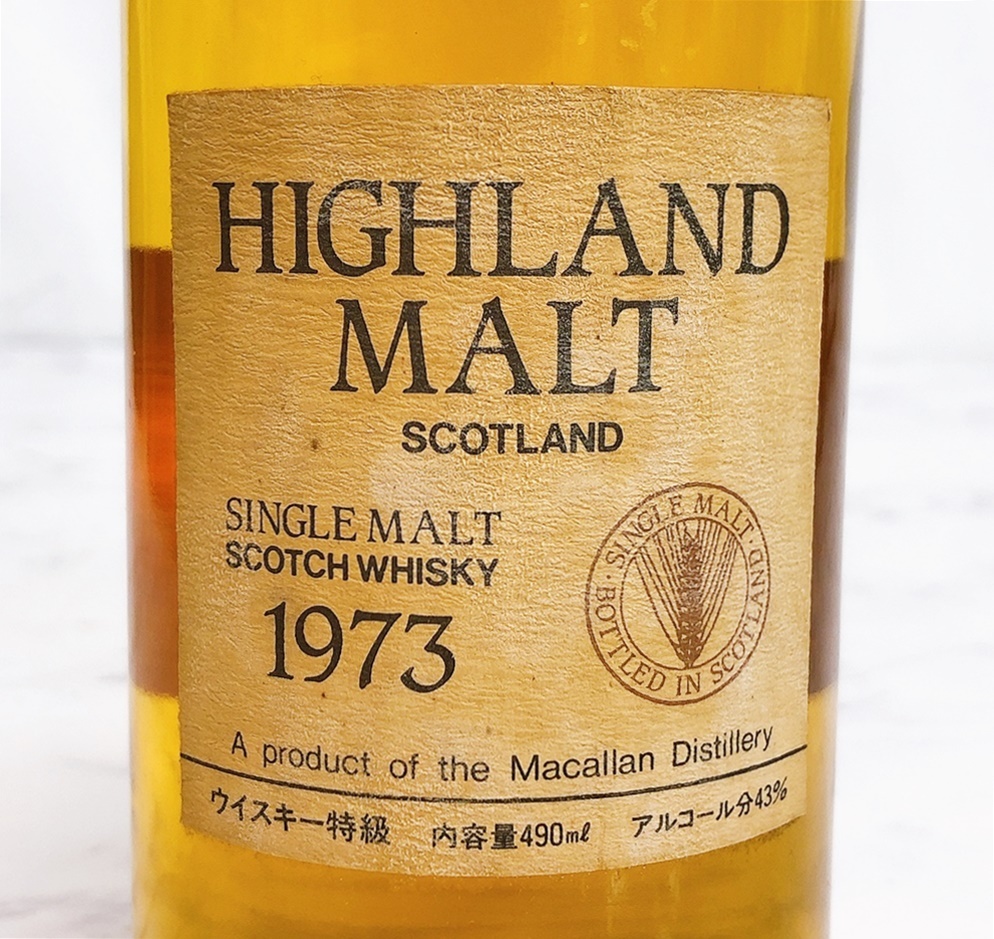 HIGHLAND
MALT
SCOTLAND
SINGLE MALT
SCOTCH WHISKY
1973
· SINGLE MALT ·
BOTTLED IN SCOTLAND
A product of the Macallan Distillery
ウイスキー特級 内容量490mℓ アルコール分43%